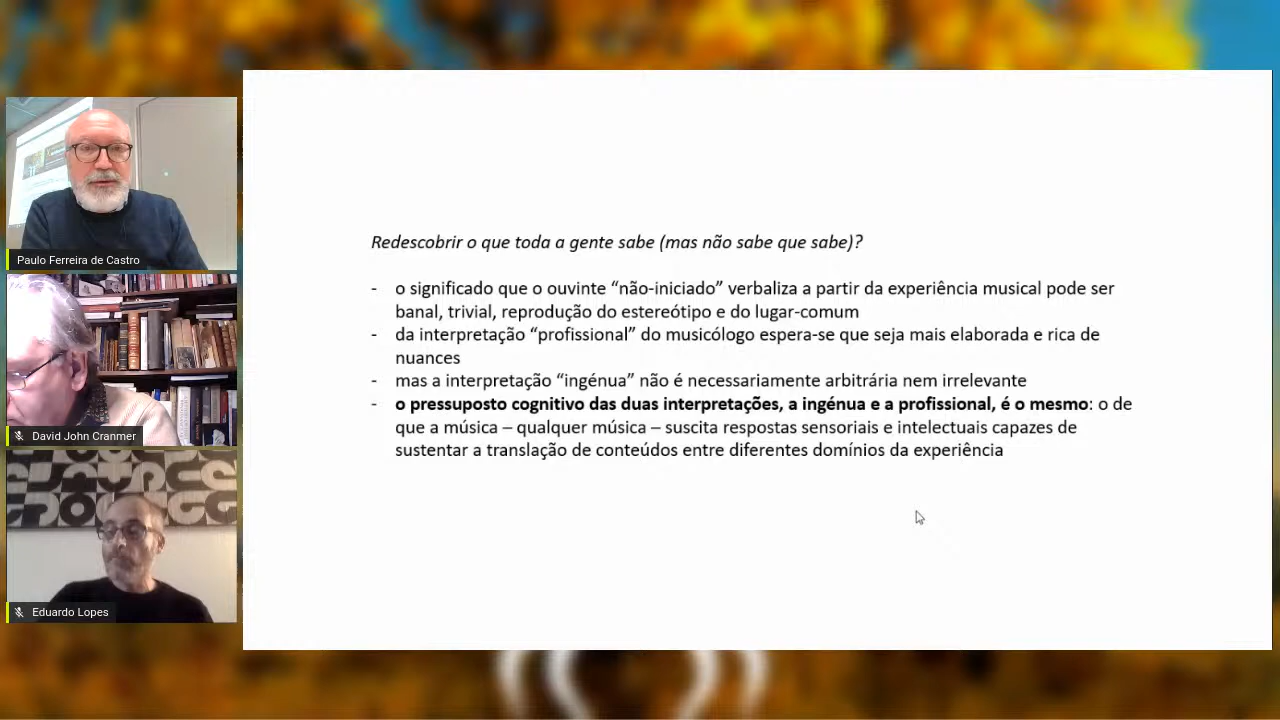 Paulo Ferreira de Castro
David John Cranmer
Eduardo Lopes
Redescobrir o que toda a gente sabe (mas não sabe que sabe)?
- o significado que o ouvinte “não-iniciado” verbaliza a partir da experiência musical pode ser
banal, trivial, reprodução do estereótipo e do lugar-comum
- da interpretação “profissional” do musicólogo espera-se que seja mais elaborada e rica de
nuances
- mas a interpretação “ingénua” não é necessariamente arbitrária nem irrelevante
- o pressuposto cognitivo das duas interpretações, a ingénua e a profissional, é o mesmo: o de
que a música – qualquer música – suscita respostas sensoriais e intelectuais capazes de
sustentar a translação de conteúdos entre diferentes domínios da experiência